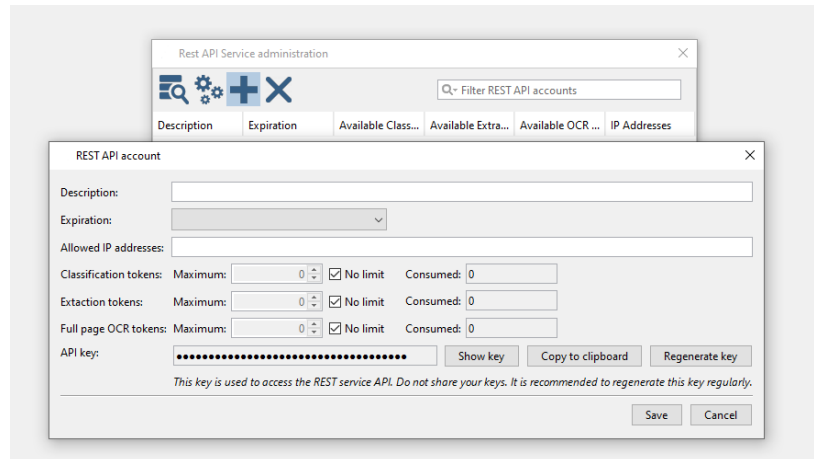 Rest API Service administration
Filter REST API accounts
Description Expiration Available Class... Available Extra... Available OCR ... IP Addresses
REST API account
Description:
Expiration:
Allowed IP addresses:
Classification tokens: Maximum: 0 No limit Consumed: 0
Extaction tokens: Maximum: 0 No limit Consumed: 0
Full page OCR tokens: Maximum: 0 No limit Consumed: 0
API key: ●●●●●●●●●●●●●●●●●●●●●●●●●●●●●●●●●●●● Show key Copy to clipboard Regenerate key
This key is used to access the REST service API. Do not share your keys. It is recommended to regenerate this key regularly.
Save Cancel